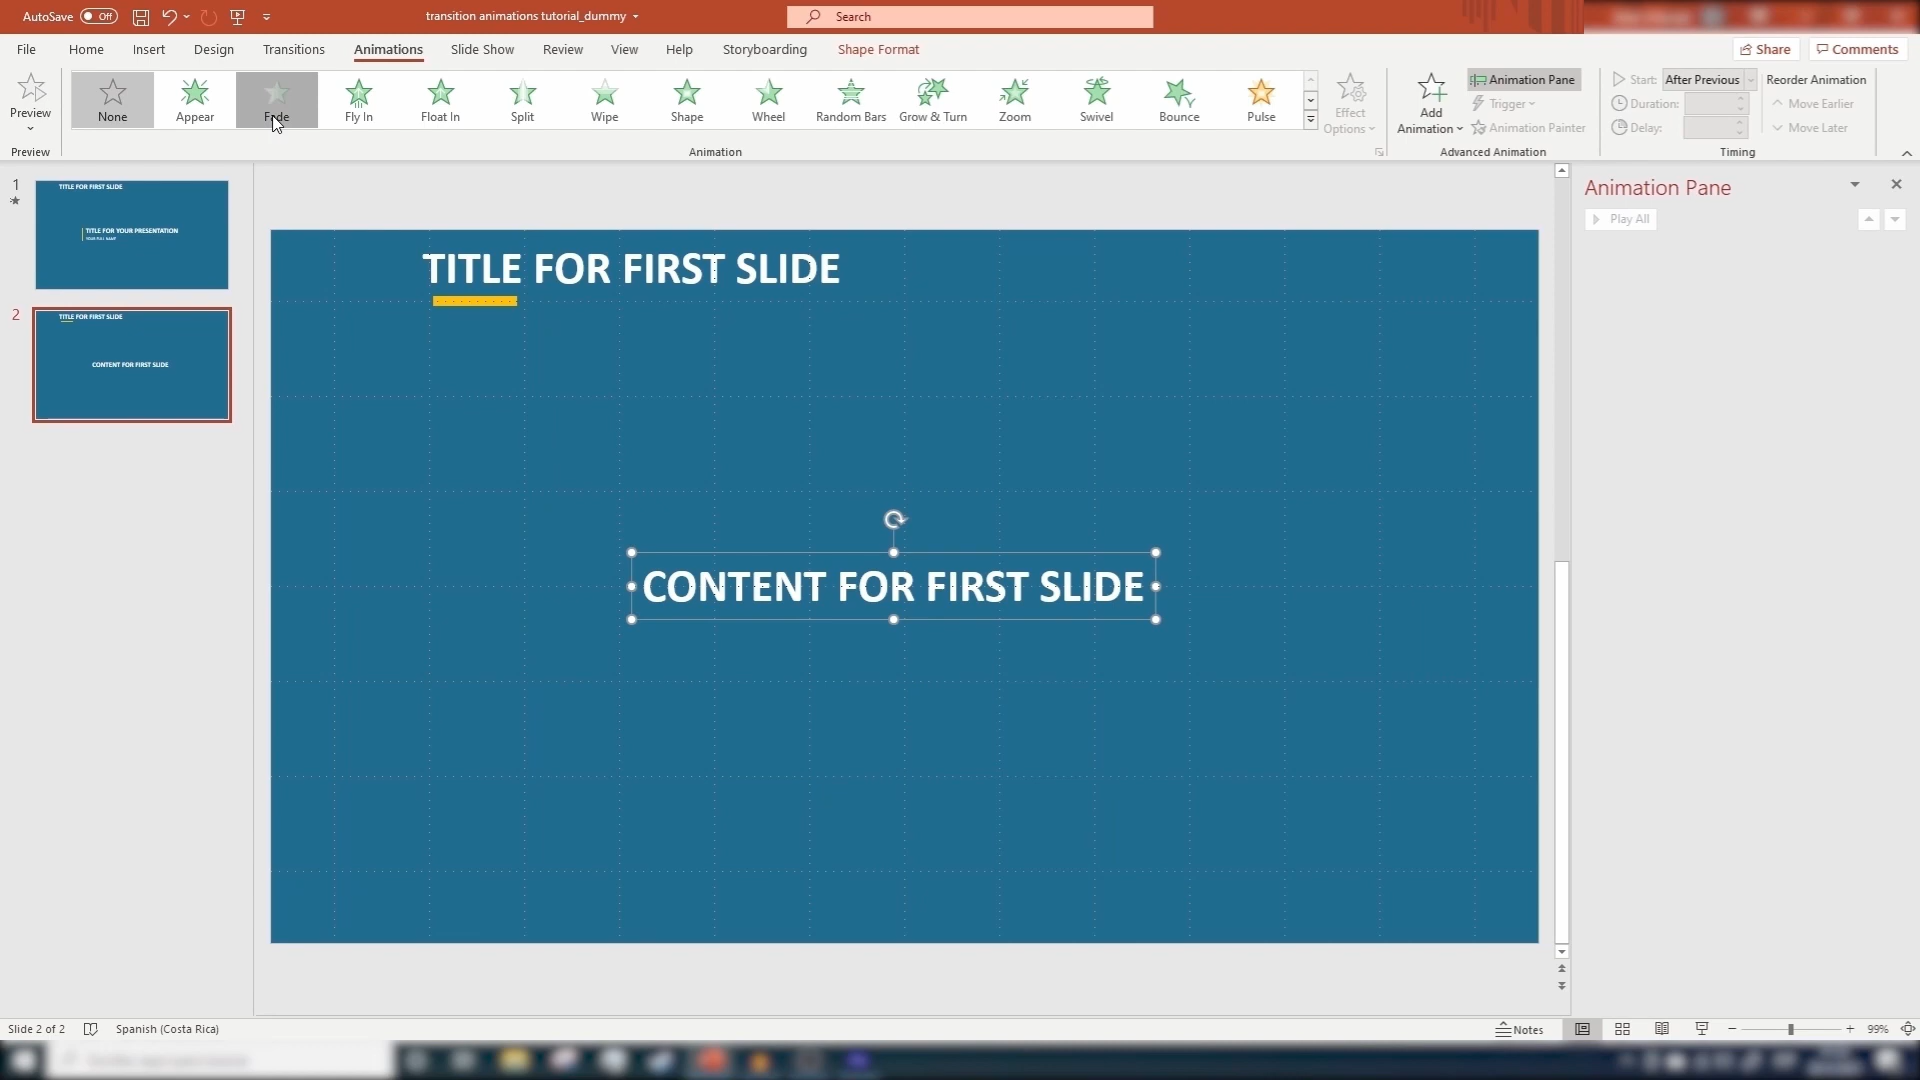 AutoSave Off transition animations tutorial_dummy Search
File Home Insert Design Transitions Animations Slide Show Review View Help Storyboarding Shape Format Share Comments
Preview
None Appear Fade Fly In Float In Split Wipe Shape Wheel Random Bars Grow & Turn Zoom Swivel Bounce Pulse
Effect Options
Add Animation
Animation Pane
Trigger
Animation Painter
Start: After Previous
Duration:
Delay:
Reorder Animation
Move Earlier
Move Later
Preview Animation Advanced Animation Timing
1
TITLE FOR FIRST SLIDE
TITLE FOR YOUR PRESENTATION
YOUR FULL NAME
2
TITLE FOR FIRST SLIDE
CONTENT FOR FIRST SLIDE
TITLE FOR FIRST SLIDE
CONTENT FOR FIRST SLIDE
Animation Pane
Play All
Slide 2 of 2 Spanish (Costa Rica) Notes 99%